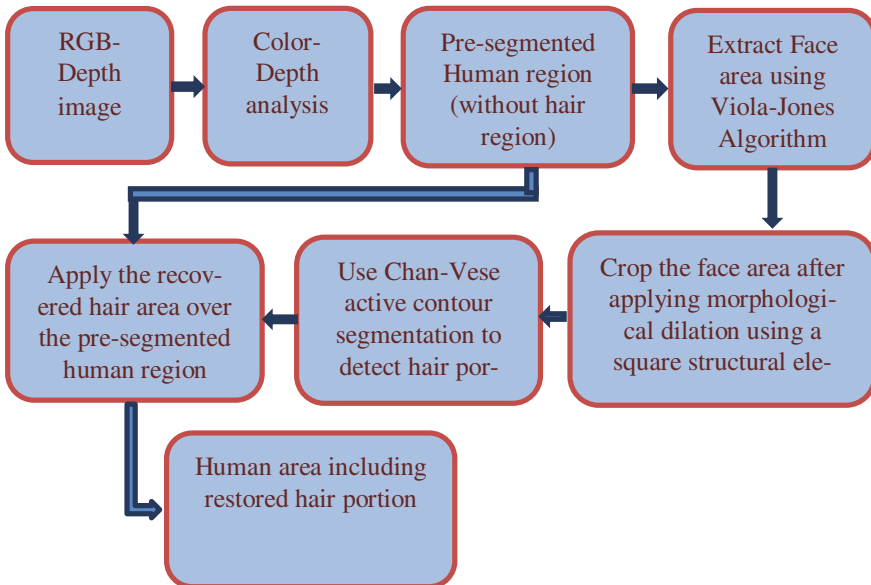 RGB-
Depth
image
Color-
Depth
analysis
Pre-segmented
Human region
(without hair
region)
Extract Face
area using
Viola-Jones
Algorithm
Crop the face area after
applying morphologi-
cal dilation using a
square structural ele-
Use Chan-Vese
active contour
segmentation to
detect hair por-
Apply the recov-
ered hair area over
the pre-segmented
human region
Human area including
restored hair portion